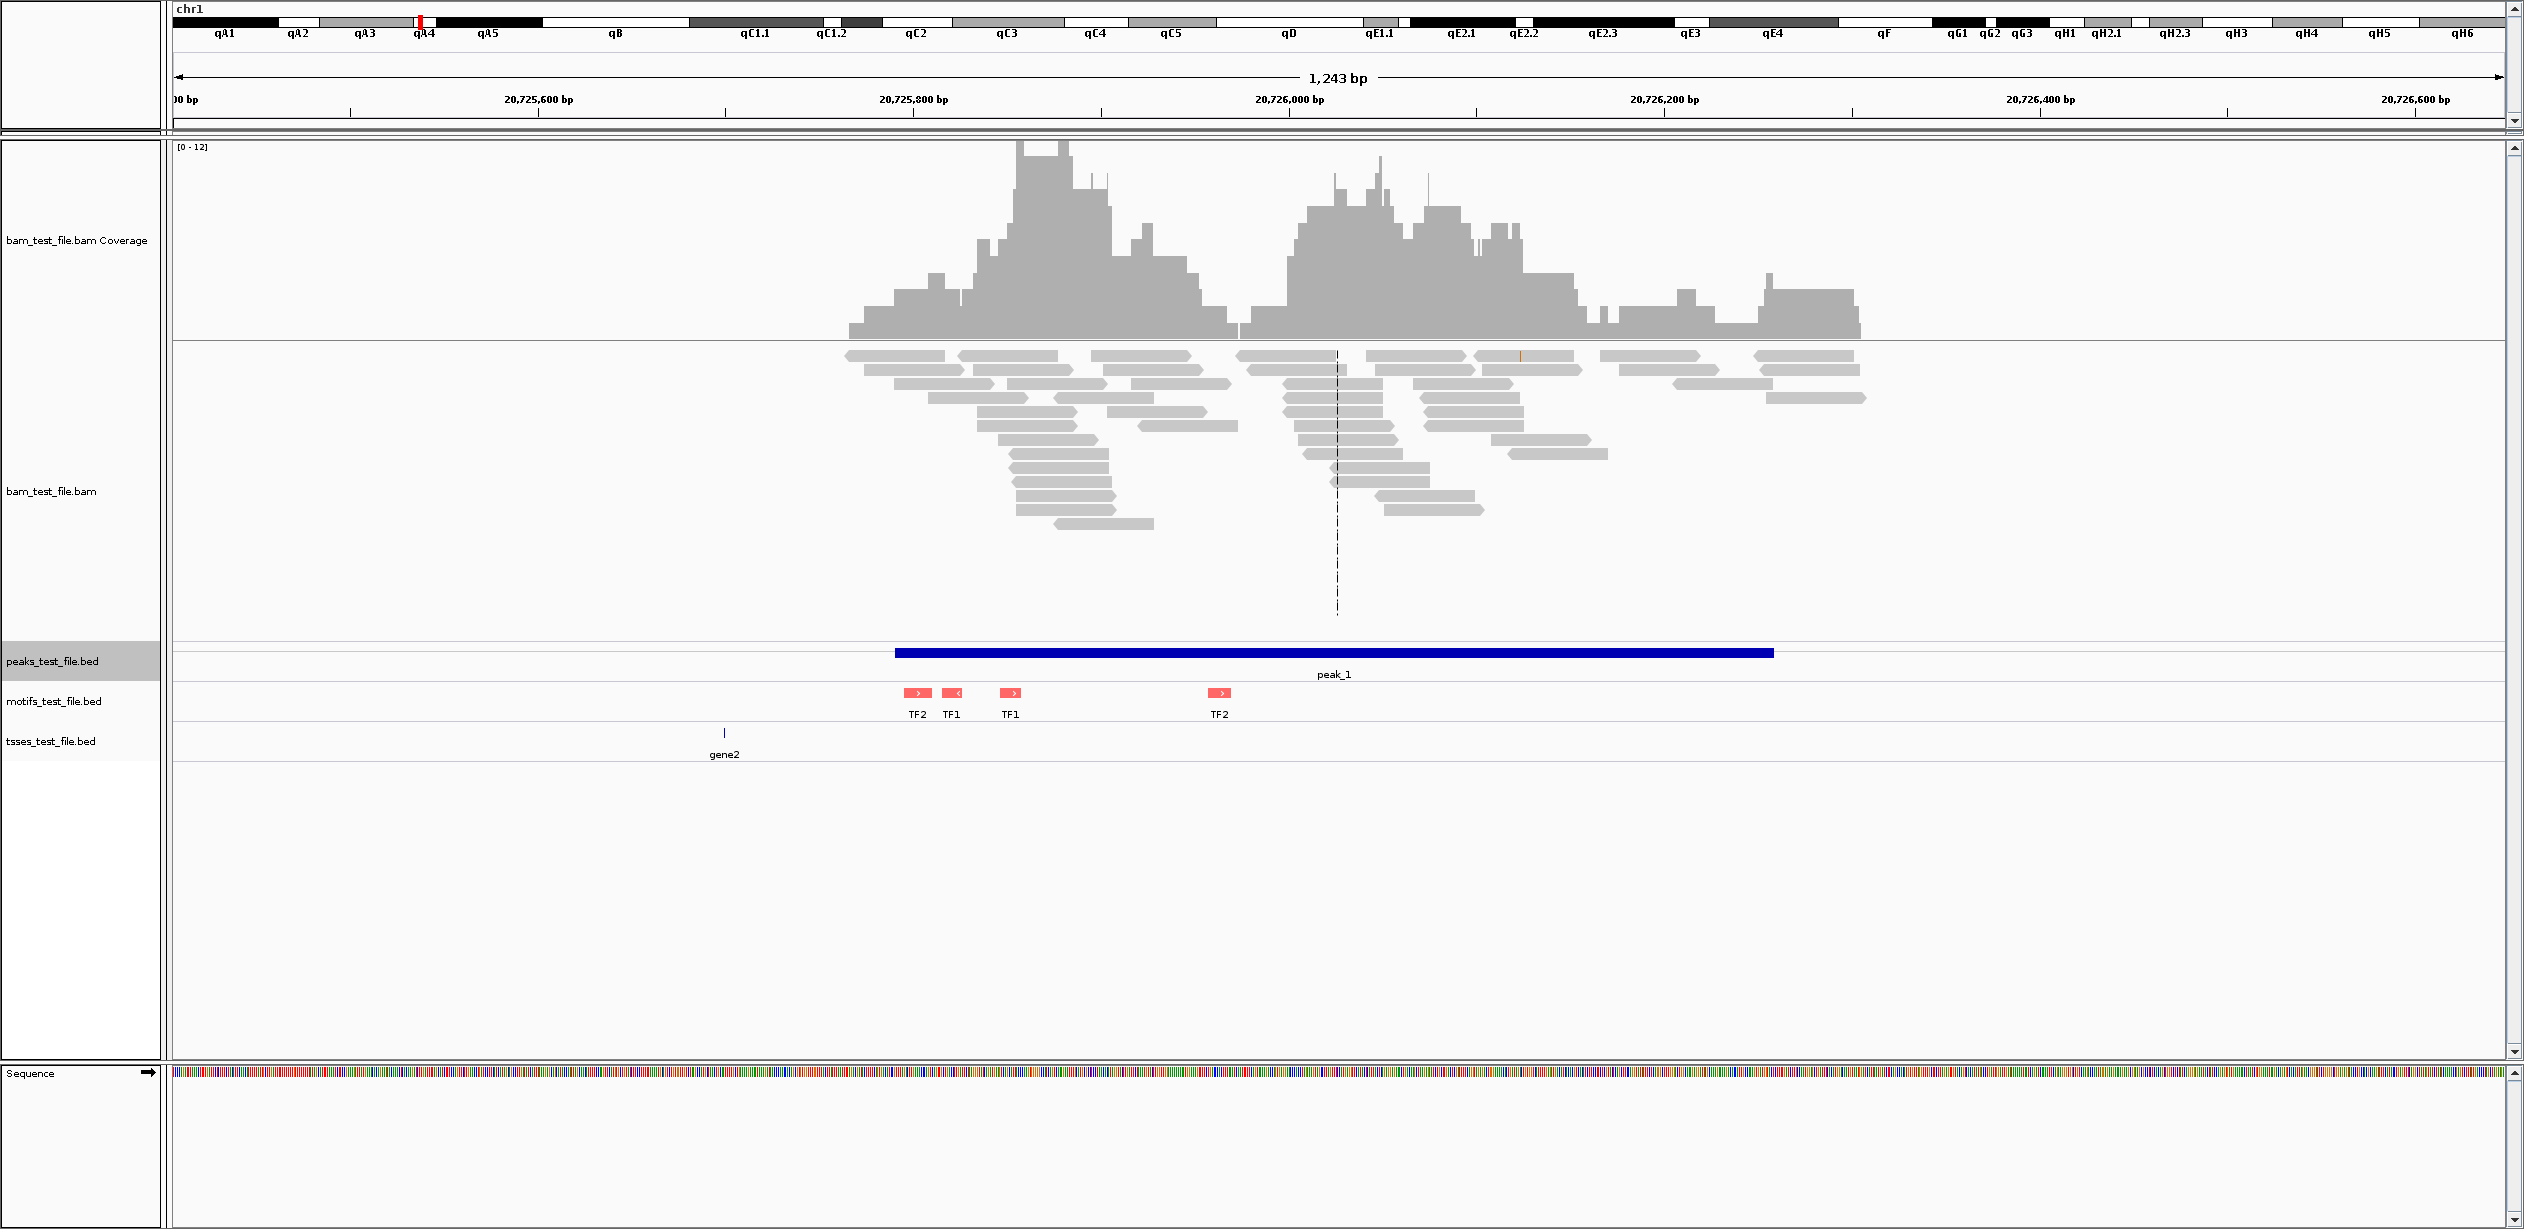 chr1
qA1 qA2 qA3 qA4 qA5 qB qC1.1 qC1.2 qC2 qC3 qC4 qC5 qD qE1.1 qE2.1 qE2.2 qE2.3 qE3 qE4 qF qG1 qG2 qG3 qH1 qH2.1 qH2.3 qH3 qH4 qH5 qH6
1,243 bp
00 bp 20,725,600 bp 20,725,800 bp 20,726,000 bp 20,726,200 bp 20,726,400 bp 20,726,600 bp
[0 - 12]
bam_test_file.bam Coverage
bam_test_file.bam
peaks_test_file.bed
peak_1
motifs_test_file.bed
TF2 TF1 TF1 TF2
tsses_test_file.bed
gene2
Sequence